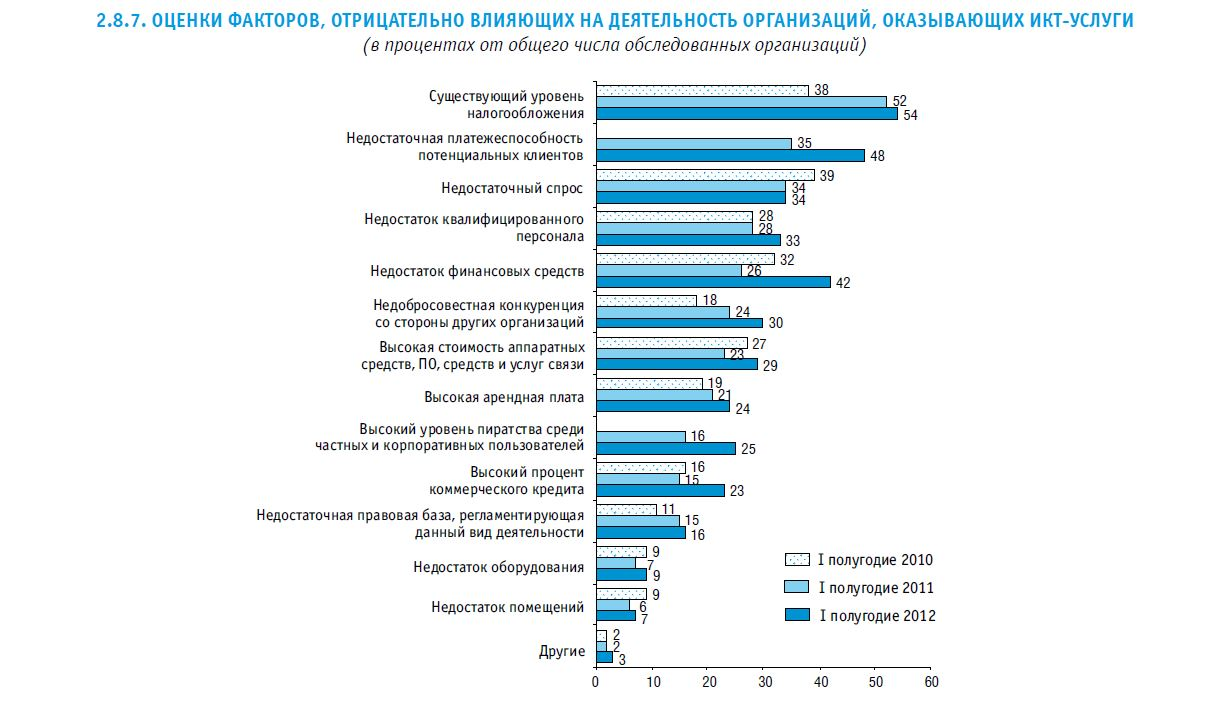 2.8.7. ОЦЕНКИ ФАКТОРОВ, ОТРИЦАТЕЛЬНО ВЛИЯЮЩИХ НА ДЕЯТЕЛЬНОСТЬ ОРГАНИЗАЦИЙ, ОКАЗЫВАЮЩИХ ИКТ-УСЛУГИ
(в процентах от общего числа обследованных организаций)
Существующий уровень
налогообложения
38
52
54
Недостаточная платежеспособность
потенциальных клиентов
35
48
Недостаточный спрос
39
34
34
Недостаток квалифицированного
персонала
28
28
33
Недостаток финансовых средств
32
26
42
Недобросовестная конкуренция
со стороны других организаций
18
24
30
Высокая стоимость аппаратных
средств, ПО, средств и услуг связи
27
23
29
Высокая арендная плата
19
21
24
Высокий уровень пиратства среди
частных и корпоративных пользователей
16
25
Высокий процент
коммерческого кредита
16
15
23
Недостаточная правовая база, регламентирующая
данный вид деятельности
11
15
16
Недостаток оборудования
9
7
9
Недостаток помещений
9
6
7
Другие
2
2
3
I полугодие 2010
I полугодие 2011
I полугодие 2012
0 10 20 30 40 50 60